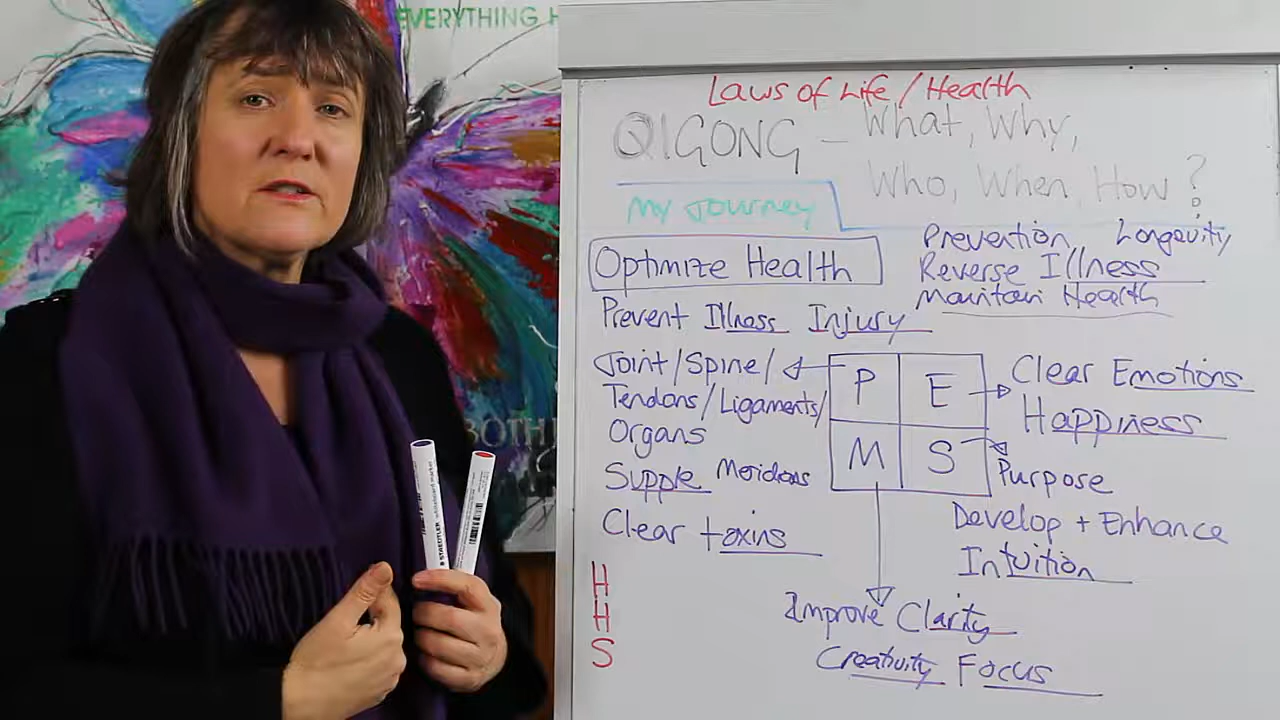 EVERYTHING H
BOTH
STAEDTLER
Laws of Life / Health
QIGONG – What, Why,
Who, When, How ?
My Journey
Prevention, Longevity
Optimize Health
Reverse Illness
Maintain Health
Prevent Illness Injury
Joint/Spine/
Tendons/Ligaments/
Organs
Supple Meridians
Clear toxins
P E
M S
Clear Emotions
Happiness
Purpose
Develop + Enhance
Intuition
Improve Clarity
Creativity Focus
H
H
S